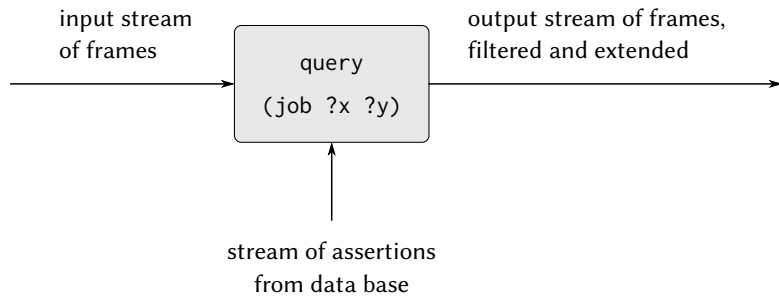 input stream
of frames
output stream of frames,
filtered and extended
query
(job ?x ?y)
stream of assertions
from data base